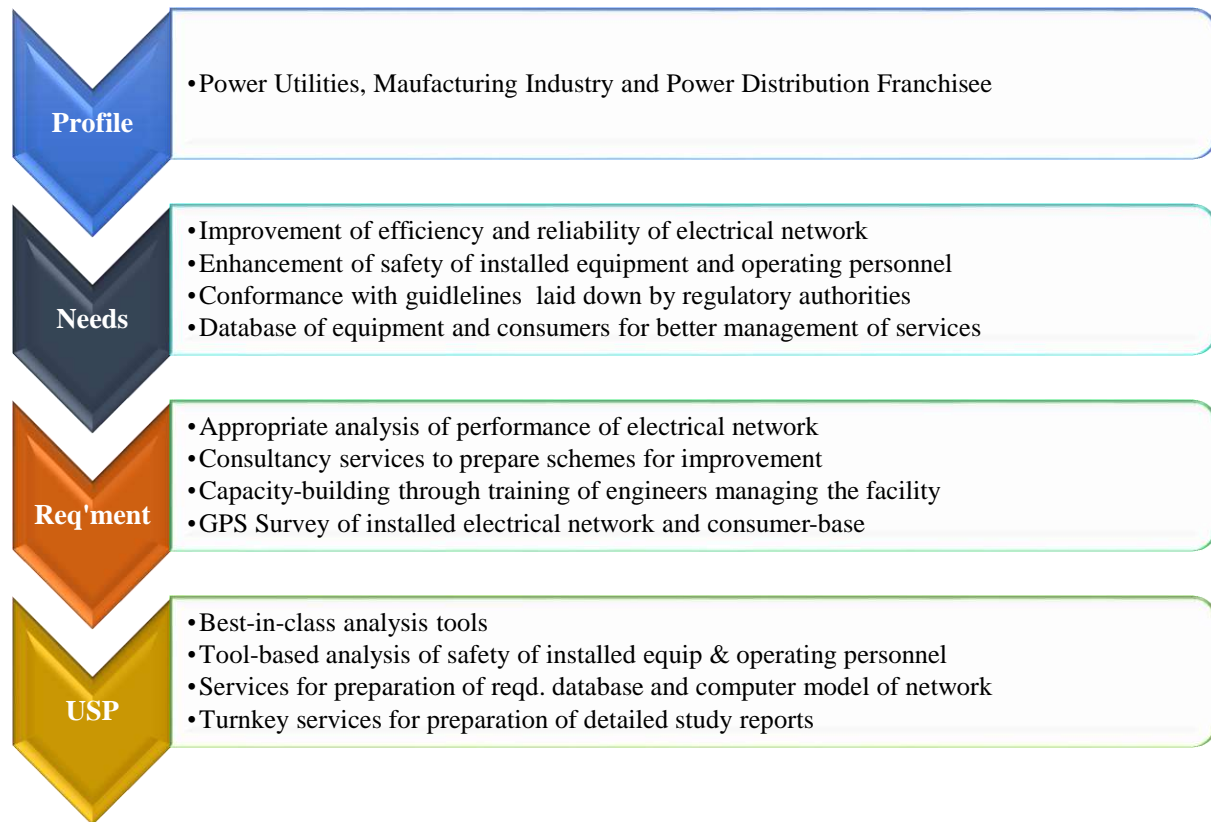 Profile
•Power Utilities, Maufacturing Industry and Power Distribution Franchisee
Needs
•Improvement of efficiency and reliability of electrical network
•Enhancement of safety of installed equipment and operating personnel
•Conformance with guidlelines laid down by regulatory authorities
•Database of equipment and consumers for better management of services
Req'ment
•Appropriate analysis of performance of electrical network
•Consultancy services to prepare schemes for improvement
•Capacity-building through training of engineers managing the facility
•GPS Survey of installed electrical network and consumer-base
USP
•Best-in-class analysis tools
•Tool-based analysis of safety of installed equip & operating personnel
•Services for preparation of reqd. database and computer model of network
•Turnkey services for preparation of detailed study reports